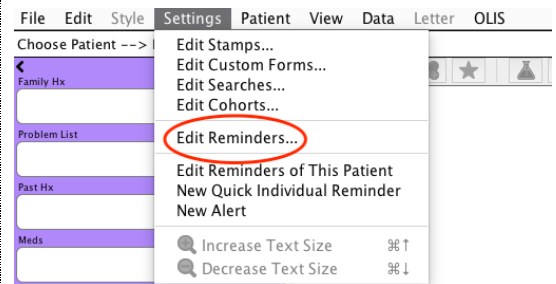 File Edit Style Settings Patient View Data Letter OLIS
Choose Patient -->
Edit Stamps...
Edit Custom Forms...
Edit Searches...
Edit Cohorts...
Edit Reminders...
Edit Reminders of This Patient
New Quick Individual Reminder
New Alert
Increase Text Size ⌘↑
Decrease Text Size ⌘↓
Family Hx
Problem List
Past Hx
Meds